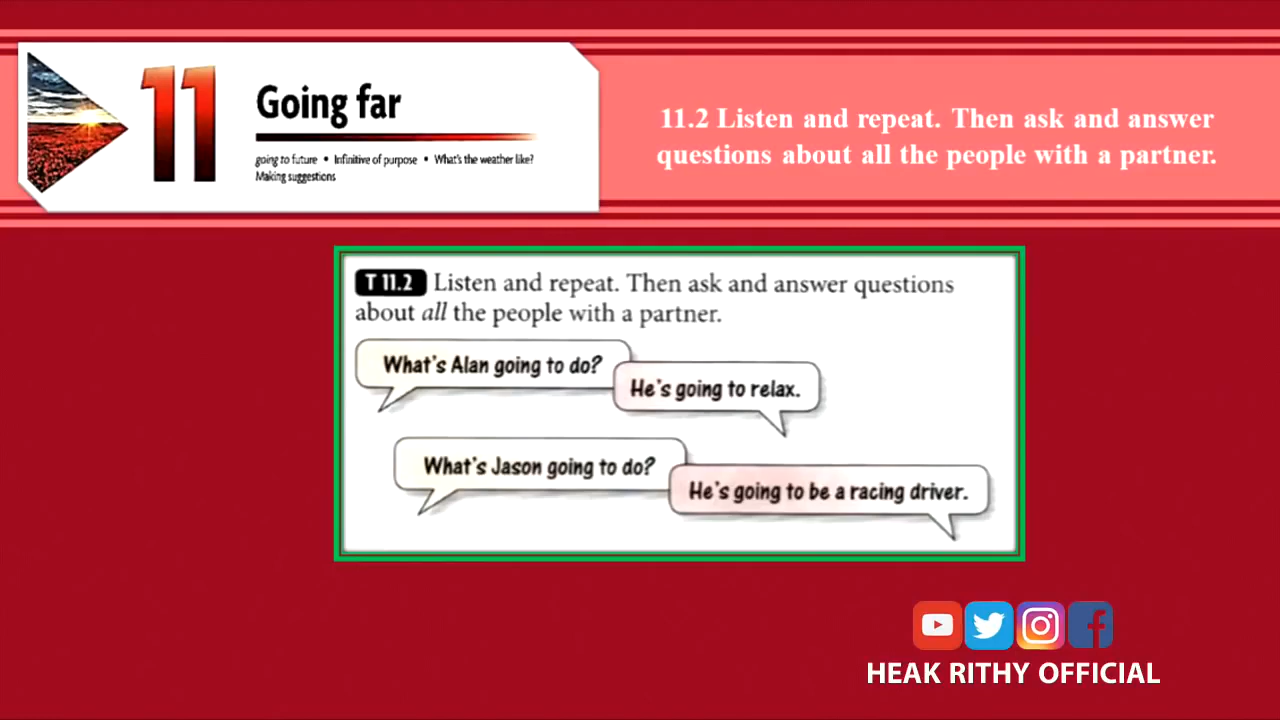 11
Going far
going to future • Infinitive of purpose • What's the weather like?
Making suggestions
11.2 Listen and repeat. Then ask and answer
questions about all the people with a partner.
T 11.2 Listen and repeat. Then ask and answer questions
about all the people with a partner.
What's Alan going to do?
He's going to relax.
What's Jason going to do?
He's going to be a racing driver.
HEAK RITHY OFFICIAL